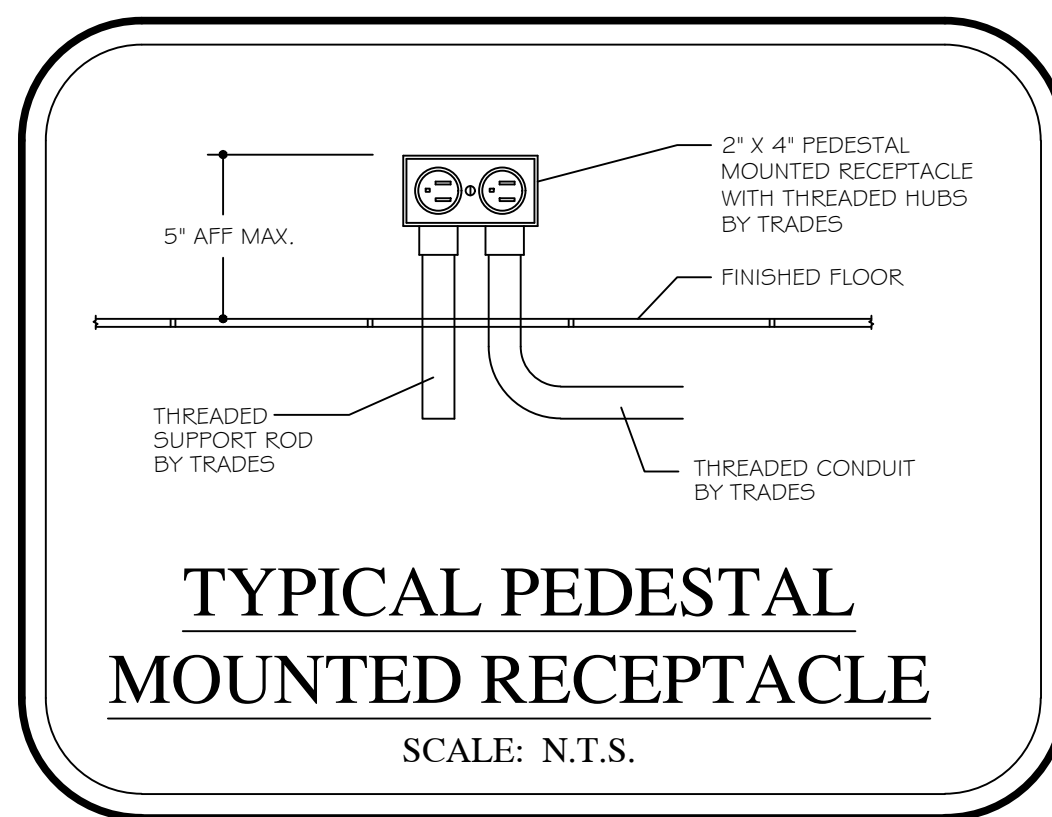 2" X 4" PEDESTAL
MOUNTED RECEPTACLE
WITH THREADED HUBS
BY TRADES
5" AFF MAX.
FINISHED FLOOR
THREADED
SUPPORT ROD
BY TRADES
THREADED CONDUIT
BY TRADES
TYPICAL PEDESTAL
MOUNTED RECEPTACLE
SCALE: N.T.S.